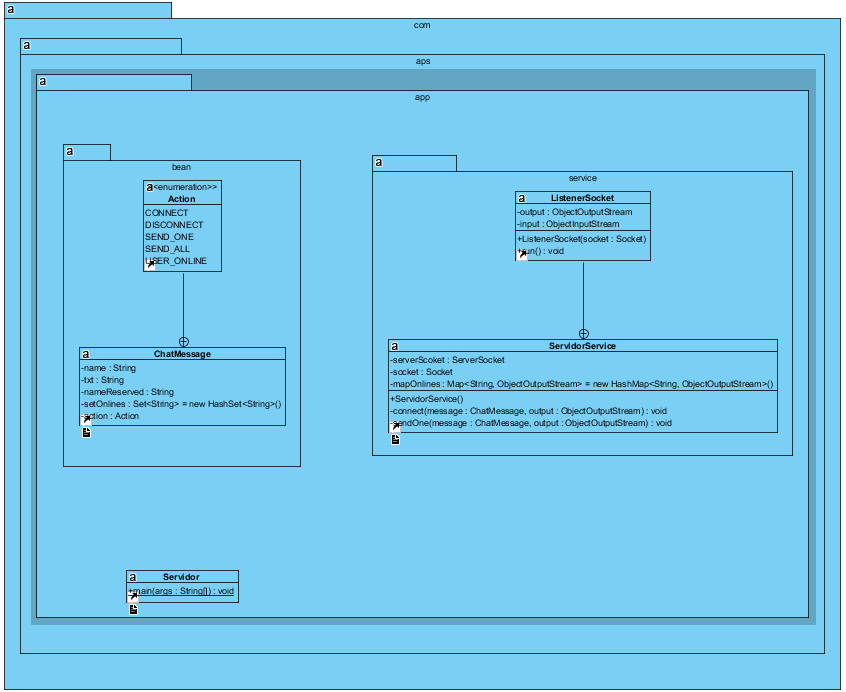 a
com
a
aps
a
app
a
bean
a<enumeration>>
Action
CONNECT
DISCONNECT
SEND_ONE
SEND_ALL
USER_ONLINE
a
ChatMessage
-name : String
-txt : String
-nameReserved : String
-setOnlines : Set<String> = new HashSet<String>()
-action : Action
a
service
a
ListenerSocket
-output : ObjectOutputStream
-input : ObjectInputStream
+ListenerSocket(socket : Socket)
+run() : void
a
ServidorService
-serverScoket : ServerSocket
-socket : Socket
-mapOnlines : Map<String, ObjectOutputStream> = new HashMap<String, ObjectOutputStream>()
+ServidorService()
-connect(message : ChatMessage, output : ObjectOutputStream) : void
-sendOne(message : ChatMessage, output : ObjectOutputStream) : void
a
Servidor
+main(args : String[]) : void